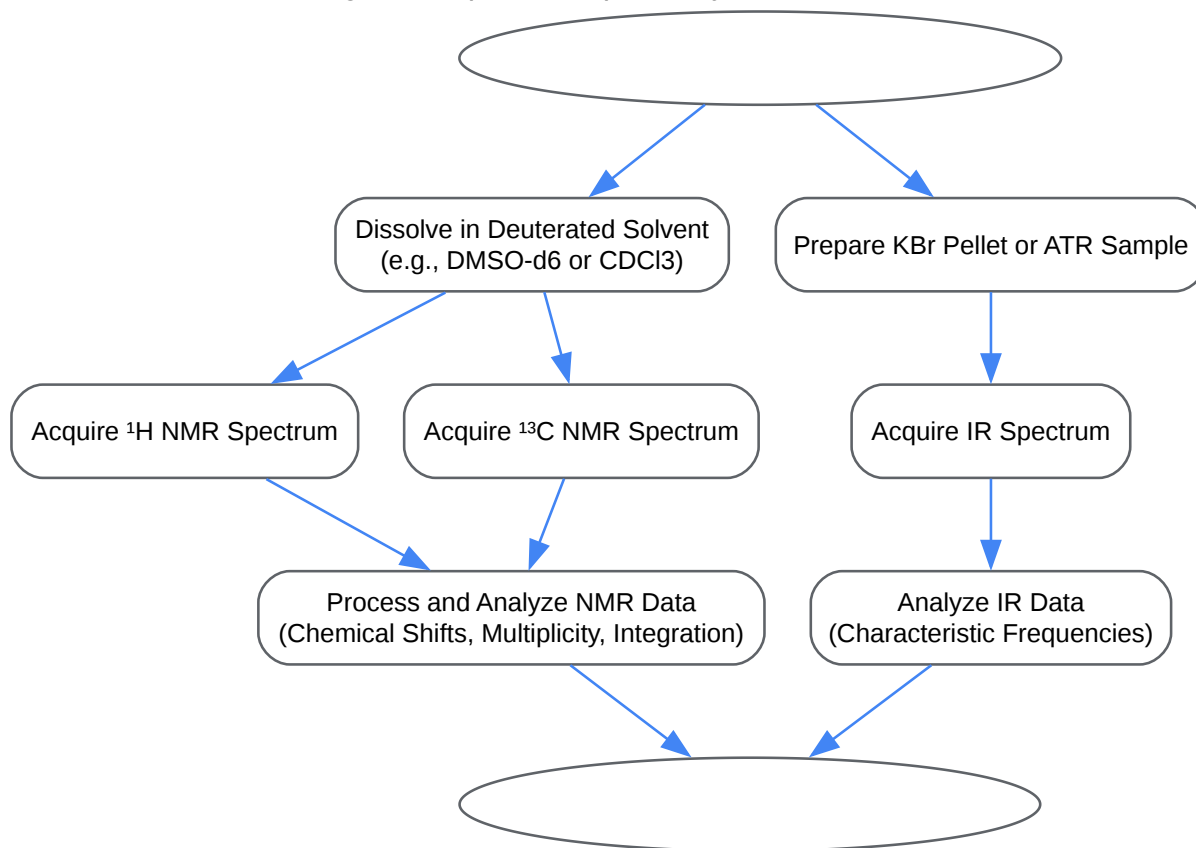 Dissolve in Deuterated Solvent
(e.g., DMSO-d6 or CDCl3)
Prepare KBr Pellet or ATR Sample
Acquire ¹H NMR Spectrum
Acquire ¹³C NMR Spectrum
Acquire IR Spectrum
Process and Analyze NMR Data
(Chemical Shifts, Multiplicity, Integration)
Analyze IR Data
(Characteristic Frequencies)